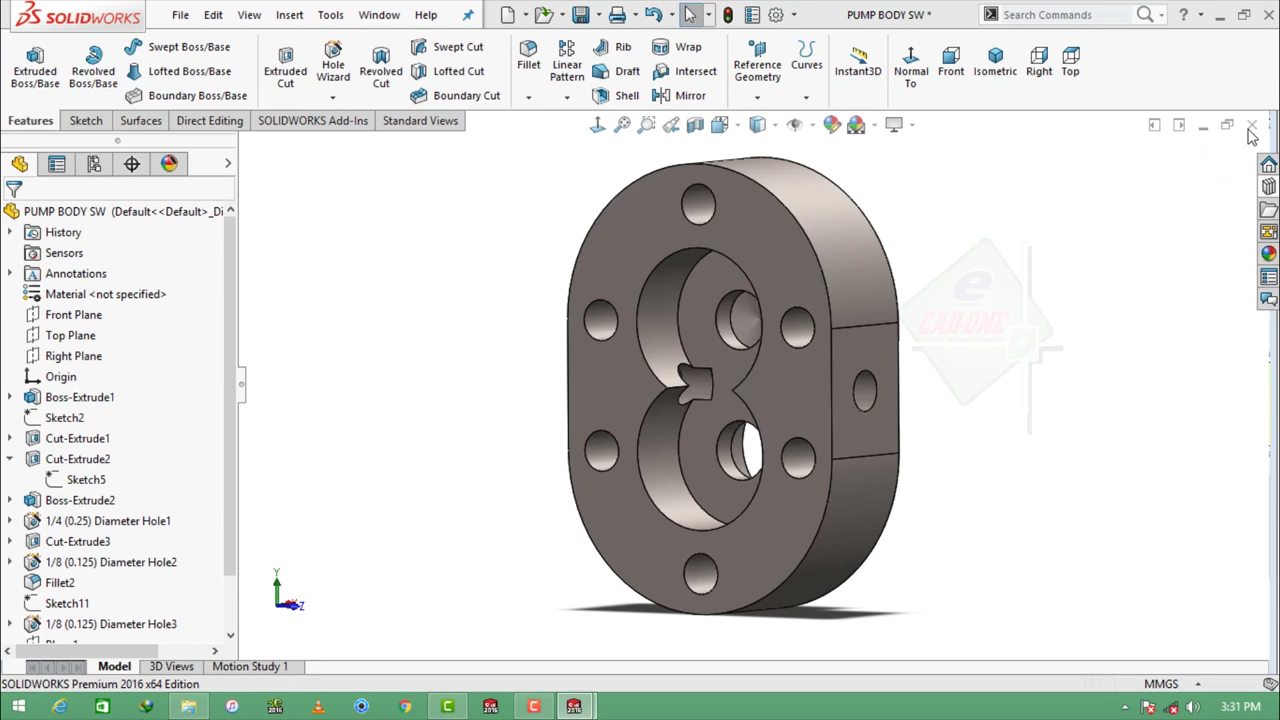 SOLIDWORKS File Edit View Insert Tools Window Help PUMP BODY SW * Search Commands ?
Extruded Boss/Base
Revolved Boss/Base
Swept Boss/Base
Lofted Boss/Base
Boundary Boss/Base
Extruded Cut
Hole Wizard
Revolved Cut
Swept Cut
Lofted Cut
Boundary Cut
Fillet
Linear Pattern
Rib
Draft
Shell
Wrap
Intersect
Mirror
Reference Geometry
Curves
Instant3D
Normal To
Front
Isometric
Right
Top
Features Sketch Surfaces Direct Editing SOLIDWORKS Add-Ins Standard Views
PUMP BODY SW (Default<<Default>_Di
History
Sensors
Annotations
Material <not specified>
Front Plane
Top Plane
Right Plane
Origin
Boss-Extrude1
Sketch2
Cut-Extrude1
Cut-Extrude2
Sketch5
Boss-Extrude2
1/4 (0.25) Diameter Hole1
Cut-Extrude3
1/8 (0.125) Diameter Hole2
Fillet2
Sketch11
1/8 (0.125) Diameter Hole3
e
CAD-ONE
Y
Z
Model 3D Views Motion Study 1
SOLIDWORKS Premium 2016 x64 Edition MMGS
3:31 PM